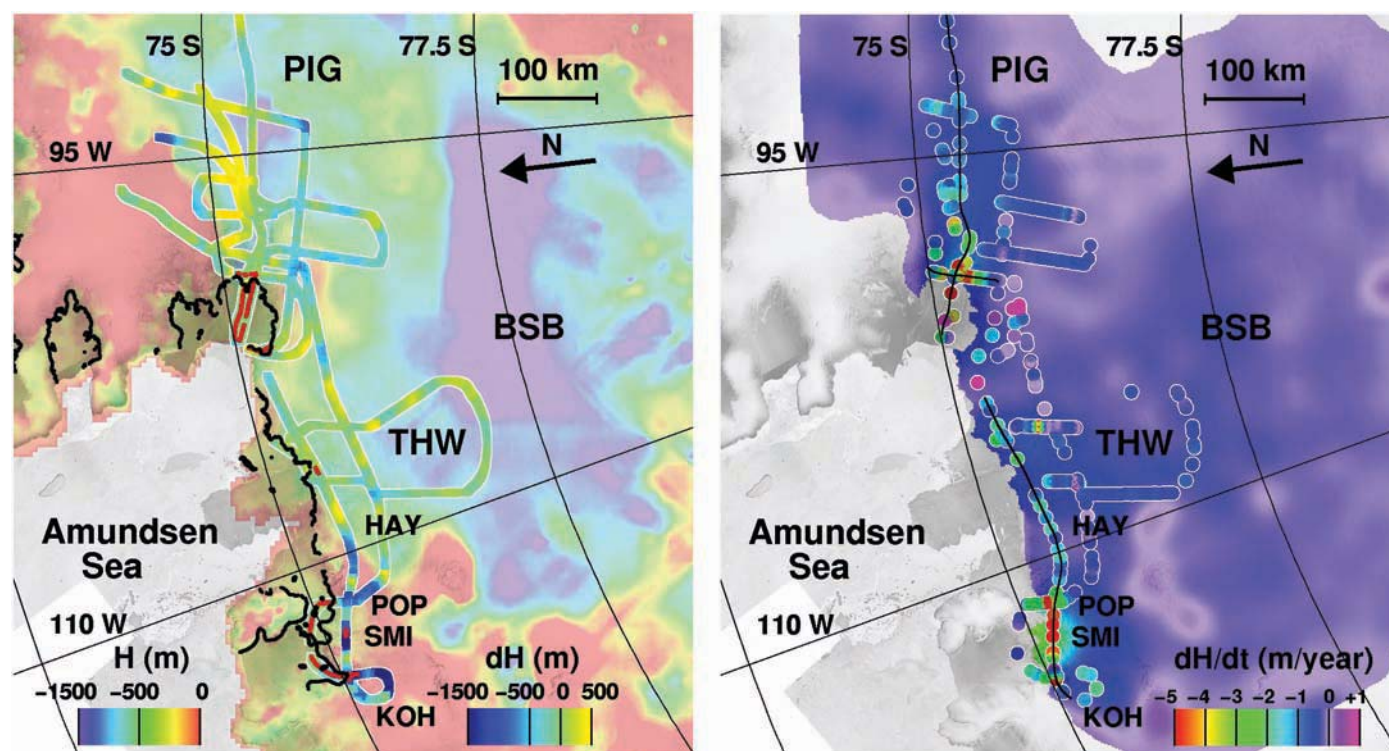 75 S
77.5 S
PIG
100 km
N
95 W
BSB
THW
HAY
Amundsen
Sea
POP
110 W
SMI
H (m)
dH (m)
−1500 −500 0
−1500 −500 0 500
KOH
75 S
77.5 S
PIG
100 km
N
95 W
BSB
THW
HAY
Amundsen
Sea
POP
110 W
SMI
dH/dt (m/year)
−5 −4 −3 −2 −1 0 +1
KOH